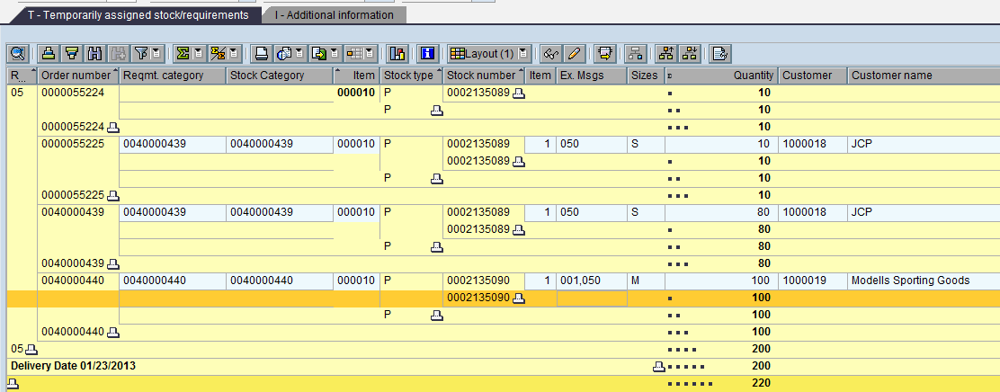 T - Temporarily assigned stock/requirements I - Additional information
Layout (1)
R... Order number Reqmt. category Stock Category Item Stock type Stock number Item Ex. Msgs Sizes Σ Quantity Customer Customer name
05 0000055224 000010 P 0002135089 ▪ 10
P ▪▪ 10
0000055224 ▪▪▪ 10
0000055225 0040000439 0040000439 000010 P 0002135089 1 050 S 10 1000018 JCP
0002135089 ▪ 10
P ▪▪ 10
0000055225 ▪▪▪ 10
0040000439 0040000439 0040000439 000010 P 0002135089 1 050 S 80 1000018 JCP
0002135089 ▪ 80
P ▪▪ 80
0040000439 ▪▪▪ 80
0040000440 0040000440 0040000440 000010 P 0002135090 1 001,050 M 100 1000019 Modells Sporting Goods
0002135090 ▪ 100
P ▪▪ 100
0040000440 ▪▪▪ 100
05 ▪▪▪▪ 200
Delivery Date 01/23/2013 ▪▪▪▪▪ 200
▪▪▪▪▪▪ 220